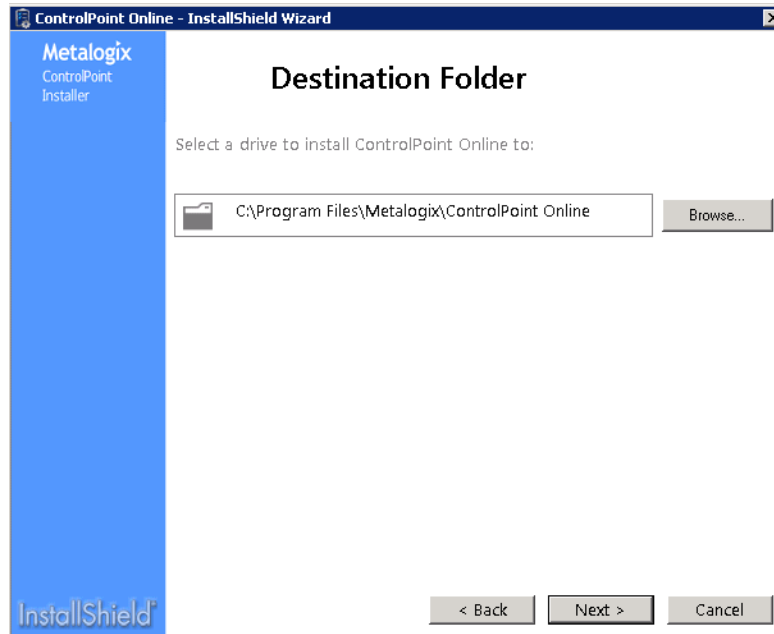 ControlPoint Online - InstallShield Wizard
Metalogix
ControlPoint
Installer
Destination Folder
Select a drive to install ControlPoint Online to:
C:\Program Files\Metalogix\ControlPoint Online
Browse...
InstallShield
< Back
Next >
Cancel